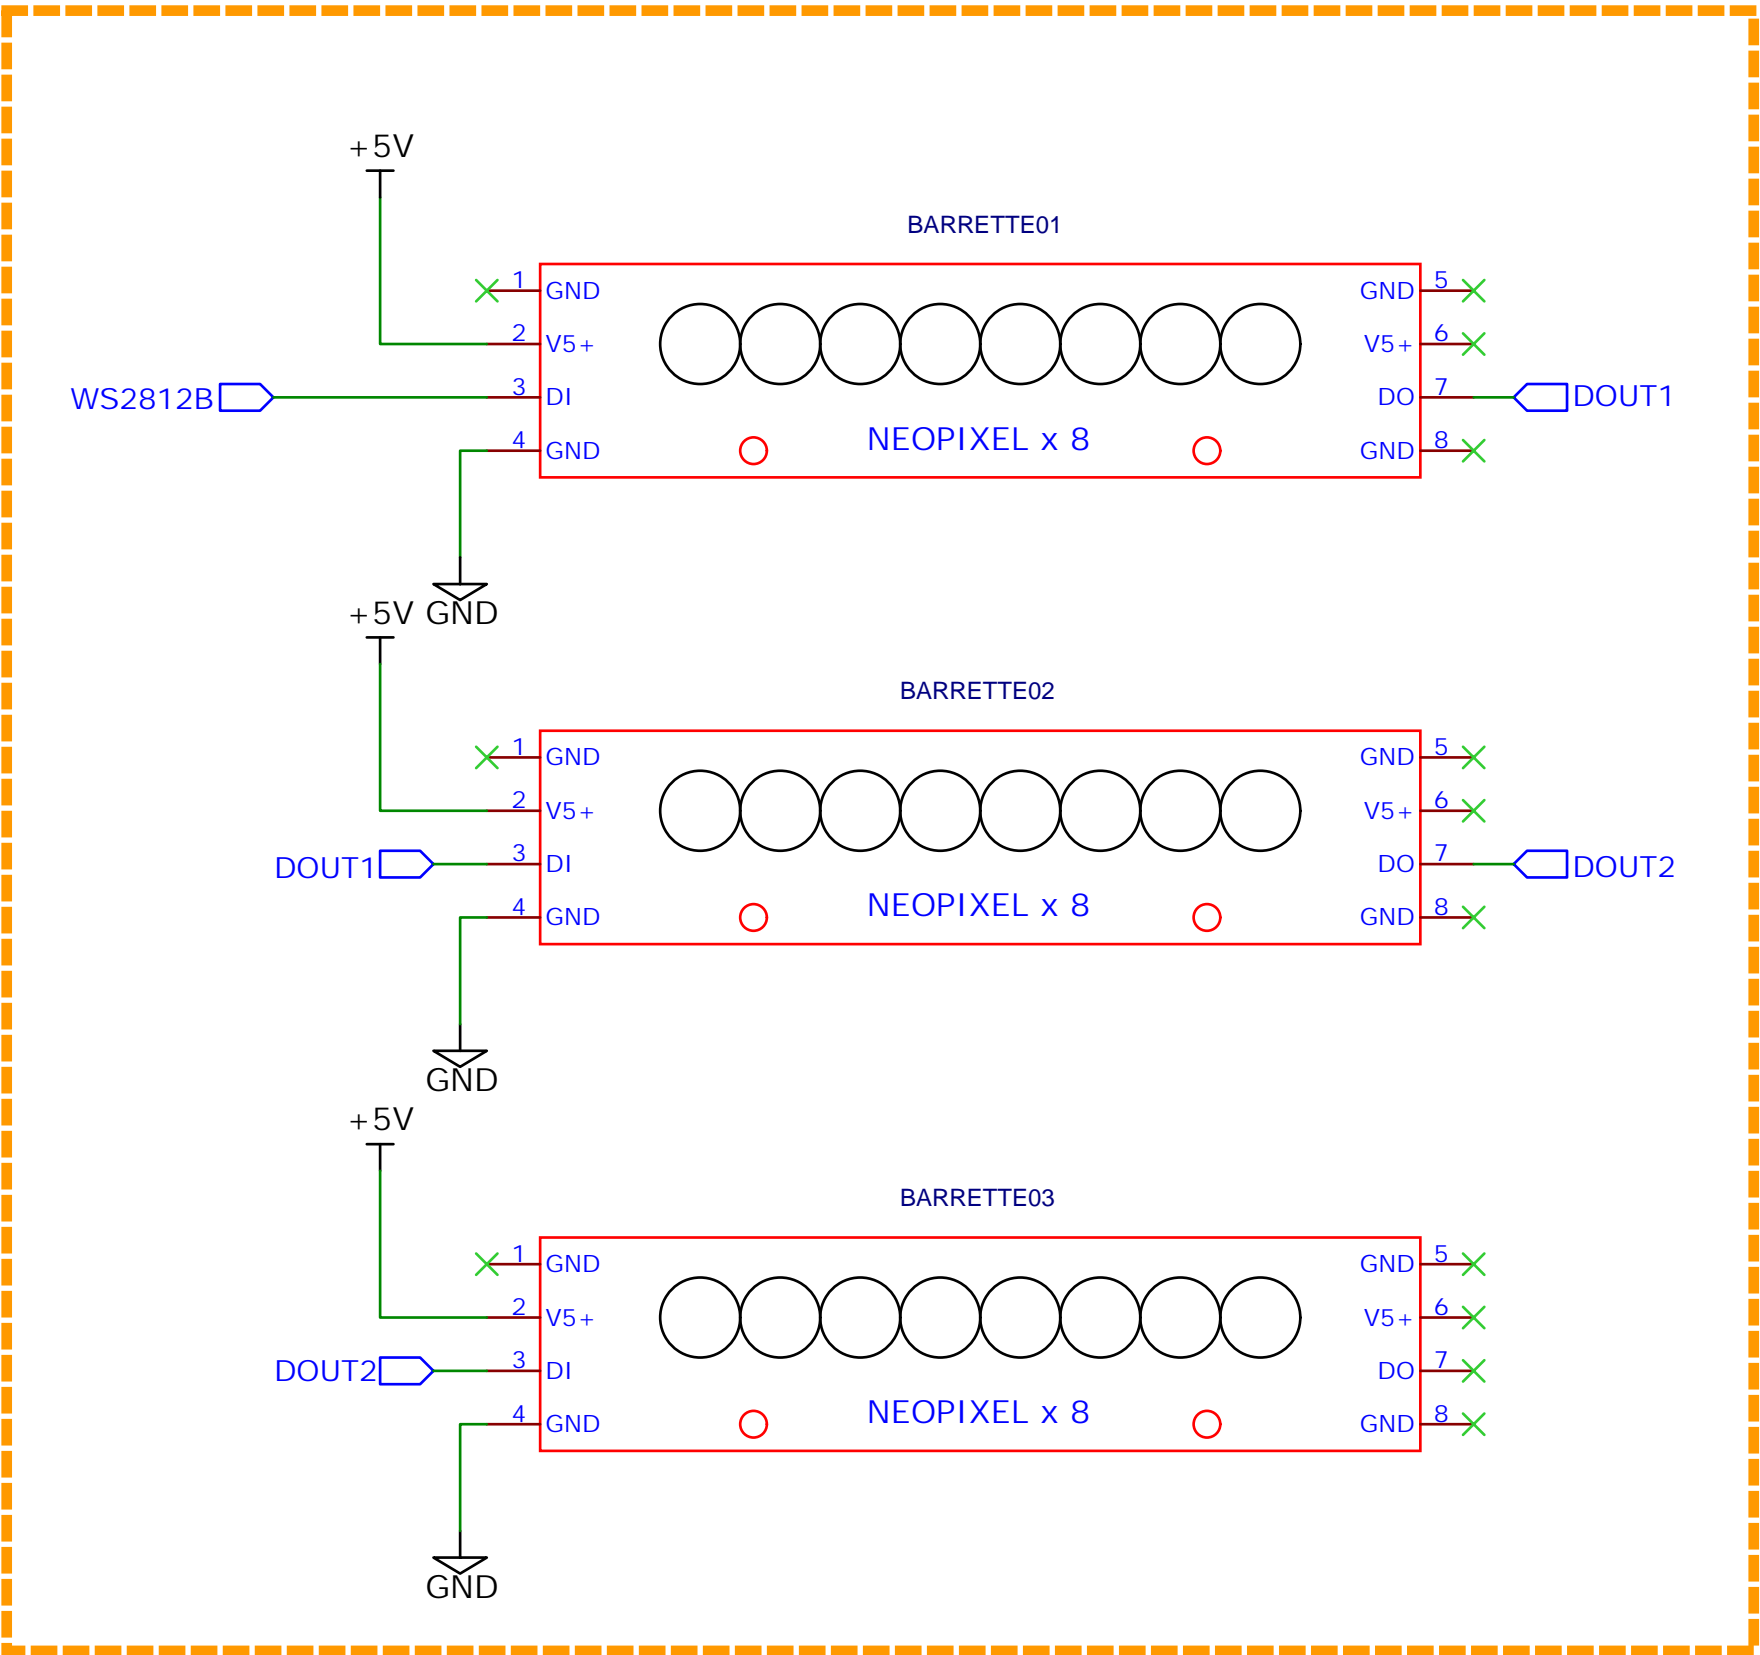 +5V
BARRETTE01
1 GND GND 5
2 V5+ V5+ 6
WS2812B 3 DI DO 7 DOUT1
NEOPIXEL x 8
4 GND GND 8
+5V GND
BARRETTE02
1 GND GND 5
2 V5+ V5+ 6
DOUT1 3 DI DO 7 DOUT2
NEOPIXEL x 8
4 GND GND 8
GND
+5V
BARRETTE03
1 GND GND 5
2 V5+ V5+ 6
DOUT2 3 DI DO 7
NEOPIXEL x 8
4 GND GND 8
GND